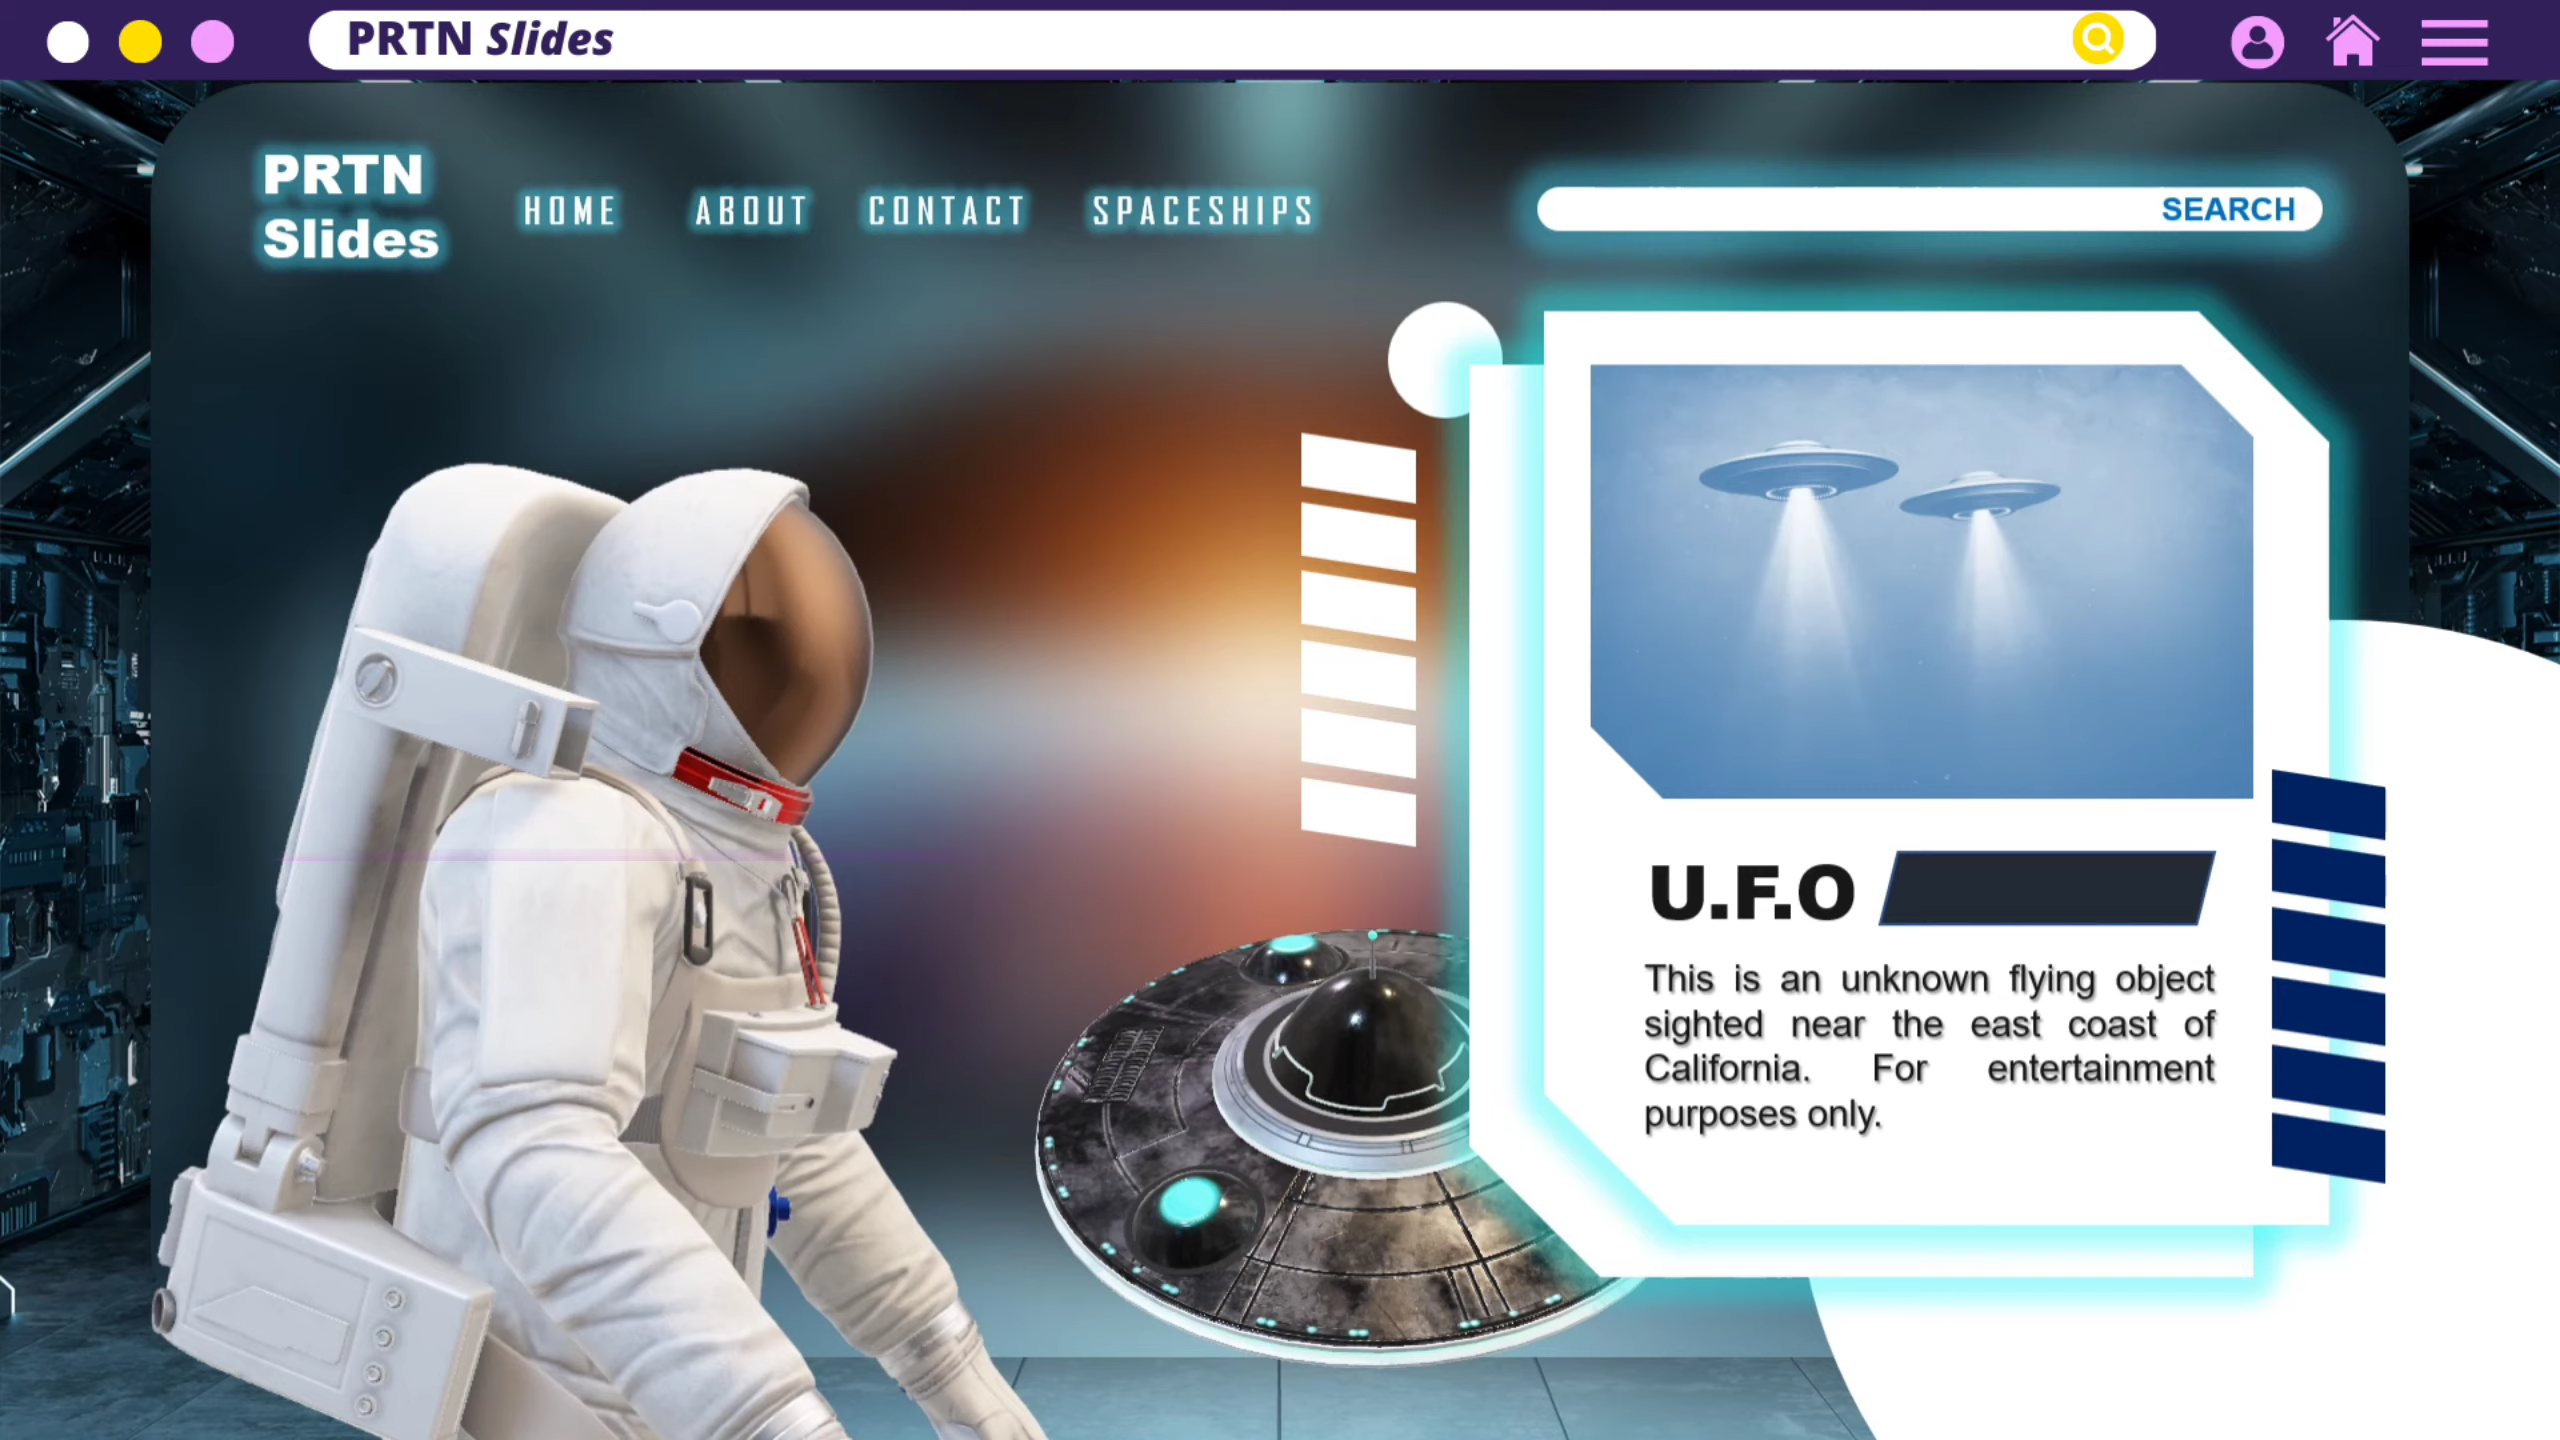 PRTN Slides
PRTN
Slides
HOME ABOUT CONTACT SPACESHIPS
SEARCH
U.F.O
This is an unknown flying object
sighted near the east coast of
California. For entertainment
purposes only.